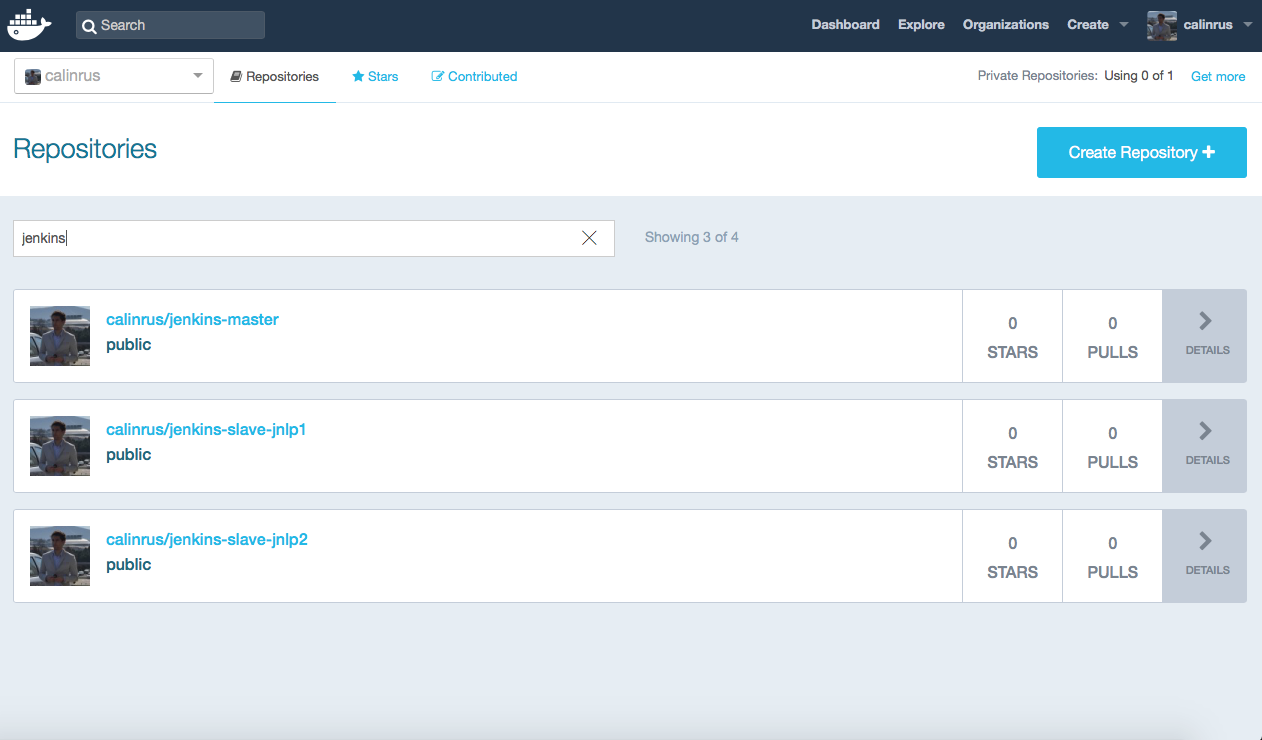 Search Dashboard Explore Organizations Create calinrus
calinrus Repositories Stars Contributed Private Repositories: Using 0 of 1 Get more
Repositories
Create Repository
jenkins Showing 3 of 4
calinrus/jenkins-master
public
0
STARS
0
PULLS
DETAILS
calinrus/jenkins-slave-jnlp1
public
0
STARS
0
PULLS
DETAILS
calinrus/jenkins-slave-jnlp2
public
0
STARS
0
PULLS
DETAILS